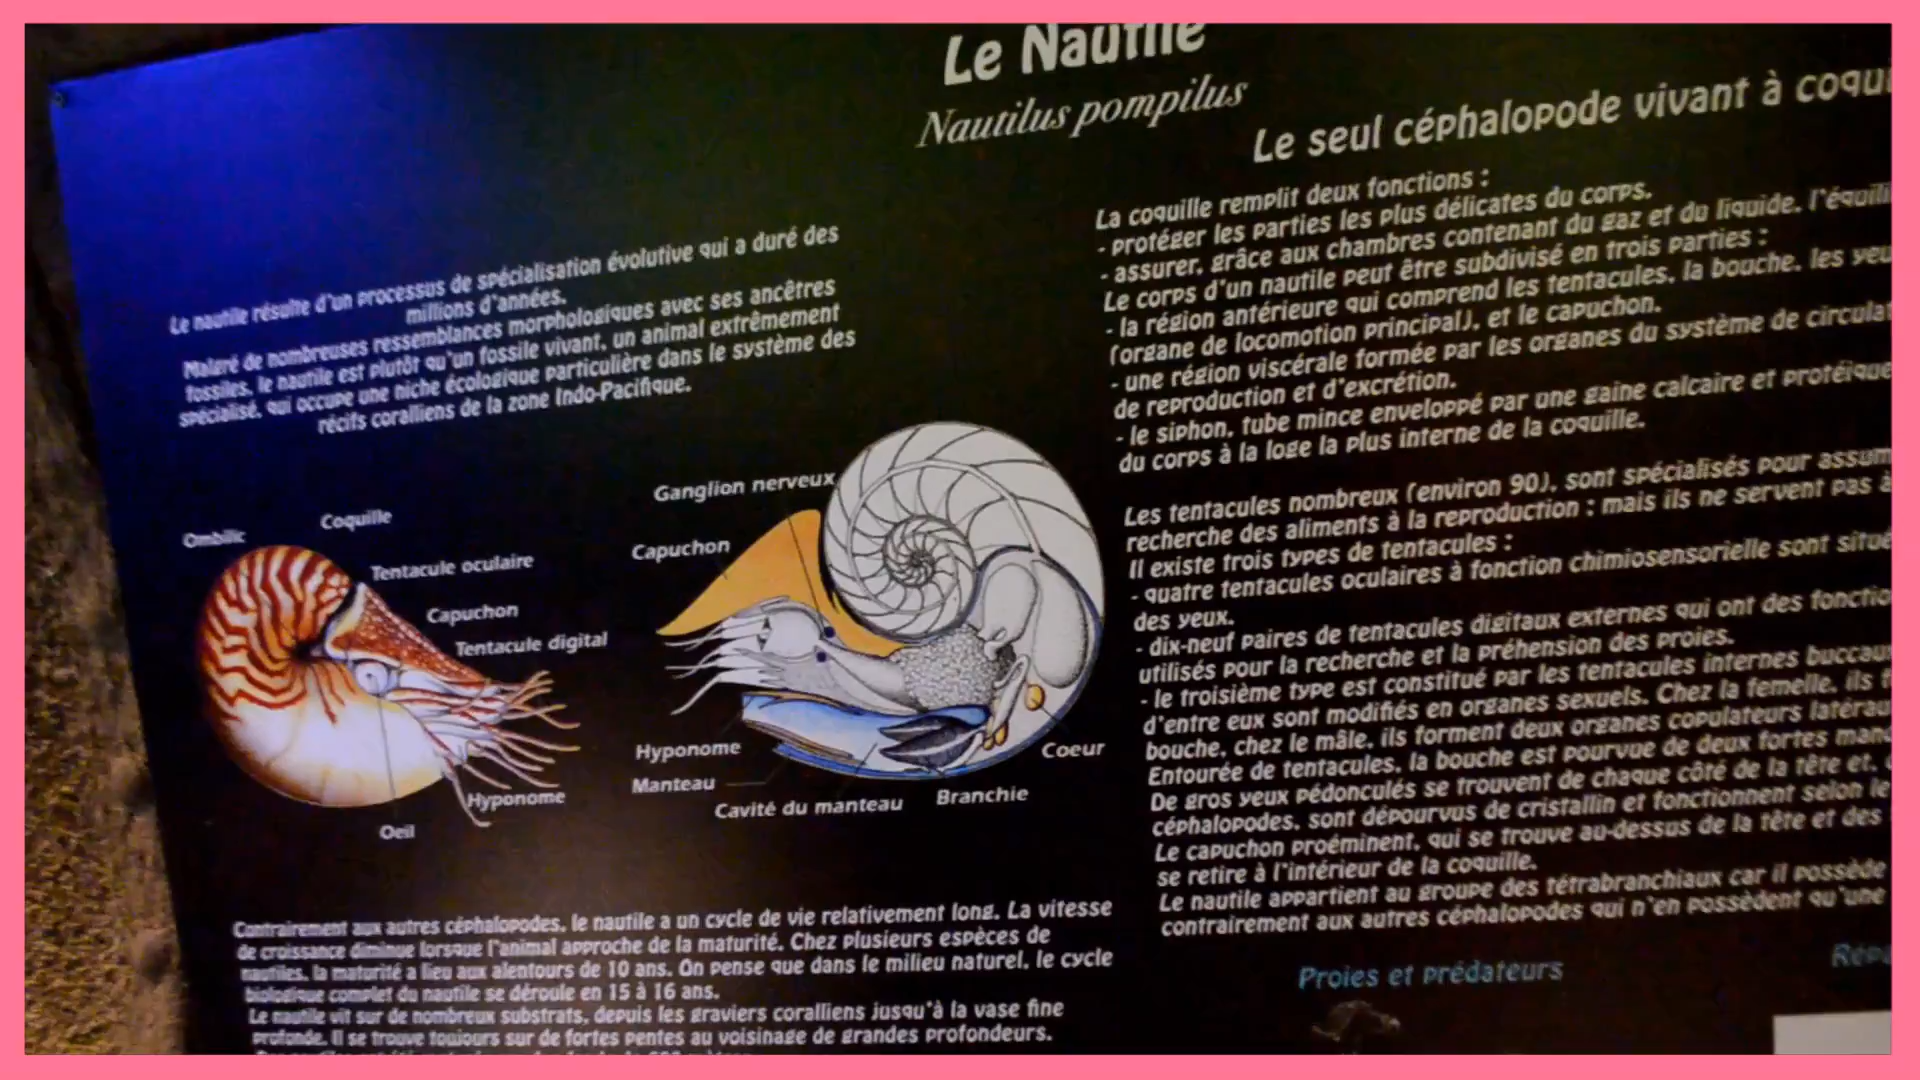 Le Nautile
Nautilus pompilus
Le nautile résulte d'un processus de spécialisation évolutive qui a duré des
millions d'années.
Malgré de nombreuses ressemblances morphologiques avec ses ancêtres
fossiles, le nautile est plutôt qu'un fossile vivant, un animal extrêmement
spécialisé, qui occupe une niche écologique particulière dans le système des
récifs coralliens de la zone Indo-Pacifique.
Ombilic
Coquille
Tentacule oculaire
Capuchon
Tentacule digital
Hyponome
Oeil
Ganglion nerveux
Capuchon
Hyponome
Manteau
Cavité du manteau
Branchie
Coeur
Contrairement aux autres céphalopodes, le nautile a un cycle de vie relativement long. La vitesse
de croissance diminue lorsque l'animal approche de la maturité. Chez plusieurs espèces de
nautiles, la maturité a lieu aux alentours de 10 ans. On pense que dans le milieu naturel, le cycle
biologique complet du nautile se déroule en 15 à 16 ans.
Le nautile vit sur de nombreux substrats, depuis les graviers coralliens jusqu'à la vase fine
profonde. Il se trouve toujours sur de fortes pentes au voisinage de grandes profondeurs.
Le seul céphalopode vivant à coqui
La coquille remplit deux fonctions :
- protéger les parties les plus délicates du corps.
- assurer, grâce aux chambres contenant du gaz et du liquide, l'équili
Le corps d'un nautile peut être subdivisé en trois parties :
- la région antérieure qui comprend les tentacules, la bouche, les yeu
(organe de locomotion principal), et le capuchon.
- une région viscérale formée par les organes du système de circulat
de reproduction et d'excrétion.
- le siphon, tube mince enveloppé par une gaine calcaire et protéique
du corps à la loge la plus interne de la coquille.
Les tentacules nombreux (environ 90), sont spécialisés pour assum
recherche des aliments à la reproduction : mais ils ne servent pas à
Il existe trois types de tentacules :
- quatre tentacules oculaires à fonction chimiosensorielle sont situé
des yeux.
- dix-neuf paires de tentacules digitaux externes qui ont des fonctio
utilisés pour la recherche et la préhension des proies.
- le troisième type est constitué par les tentacules internes buccau
d'entre eux sont modifiés en organes sexuels. Chez la femelle, ils f
bouche, chez le mâle, ils forment deux organes copulateurs latérau
Entourée de tentacules, la bouche est pourvue de deux fortes man
De gros yeux pédonculés se trouvent de chaque côté de la tête et,
céphalopodes, sont dépourvus de cristallin et fonctionnent selon le
Le capuchon proéminent, qui se trouve au-dessus de la tête et des
se retire à l'intérieur de la coquille.
Le nautile appartient au groupe des tétrabranchiaux car il possède
contrairement aux autres céphalopodes qui n'en possèdent qu'une
Proies et prédateurs
Répa